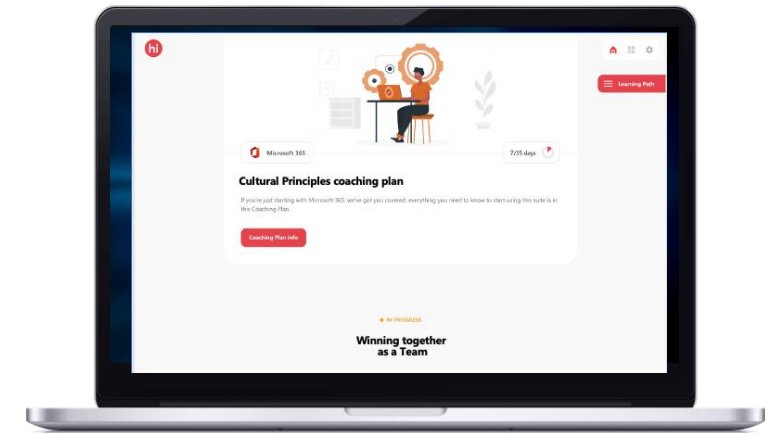 hi
Learning Path
Microsoft 365
7/15 days
Cultural Principles coaching plan
If you're just starting with Microsoft 365, we've got you covered: everything you need to know to start using this suite is in
this Coaching Plan.
Coaching Plan info
IN PROGRESS
Winning together
as a Team